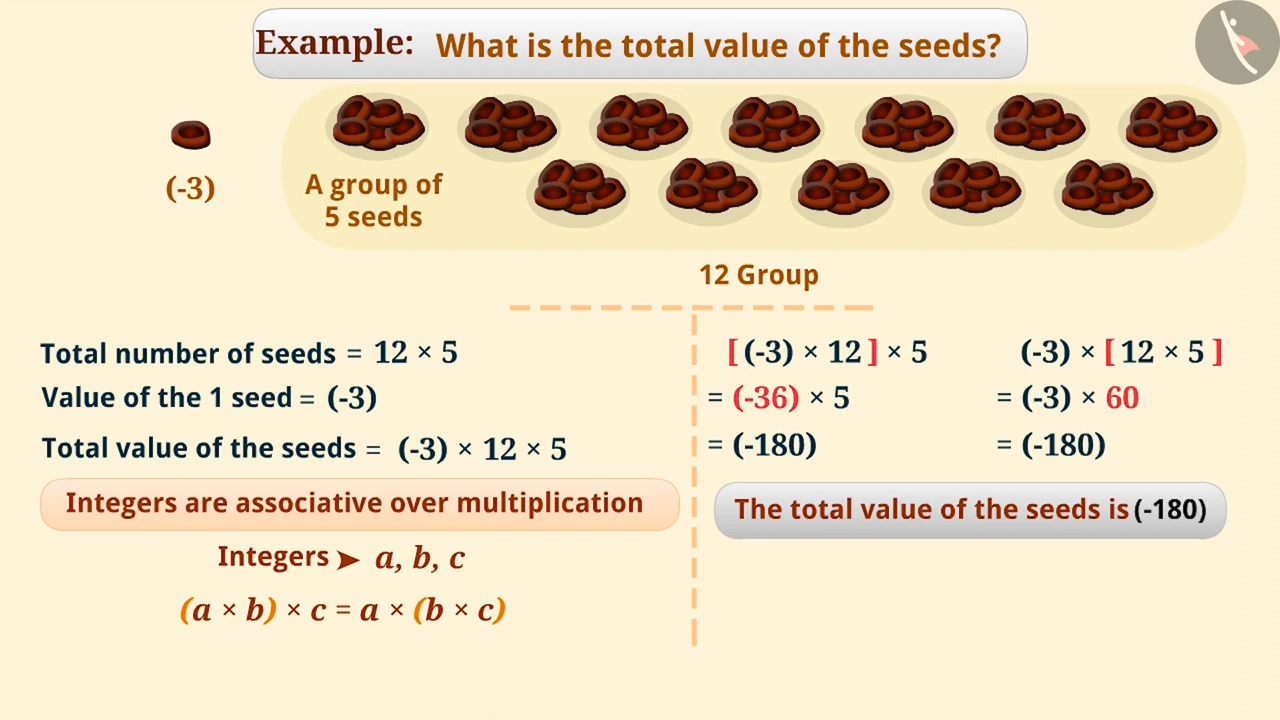 Example: What is the total value of the seeds?
(-3)
A group of
5 seeds
12 Group
Total number of seeds = 12 × 5
Value of the 1 seed = (-3)
Total value of the seeds = (-3) × 12 × 5
Integers are associative over multiplication
Integers ➤ a, b, c
(a × b) × c = a × (b × c)
[ (-3) × 12 ] × 5
= (-36) × 5
= (-180)
(-3) × [ 12 × 5 ]
= (-3) × 60
= (-180)
The total value of the seeds is (-180)